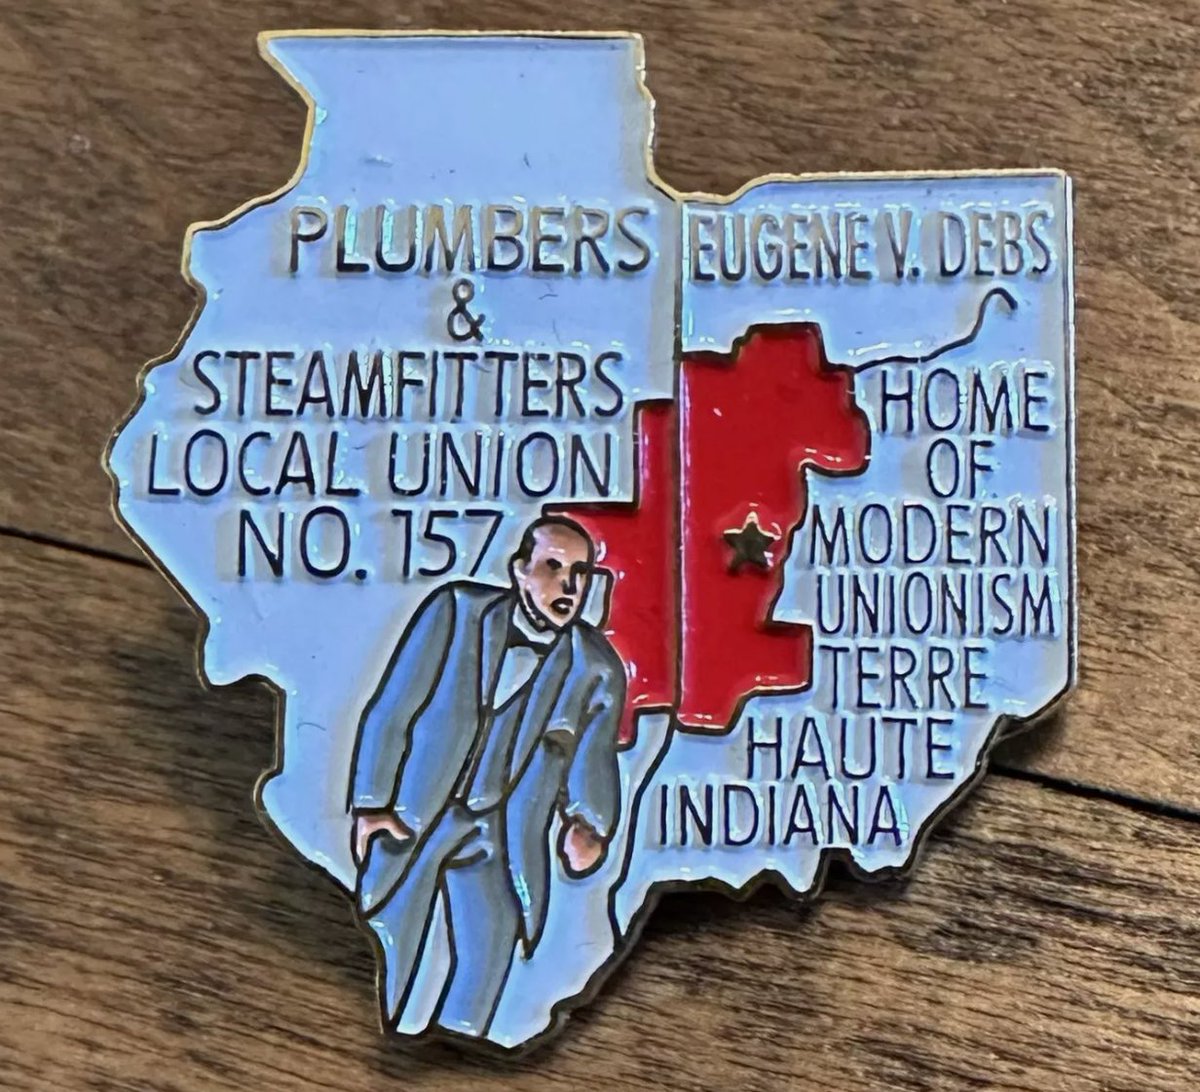 PLUMBERS
&
STEAMFITTERS
LOCAL UNION
NO. 157
EUGENE V. DEBS
HOME
OF
MODERN
UNIONISM
TERRE
HAUTE
INDIANA